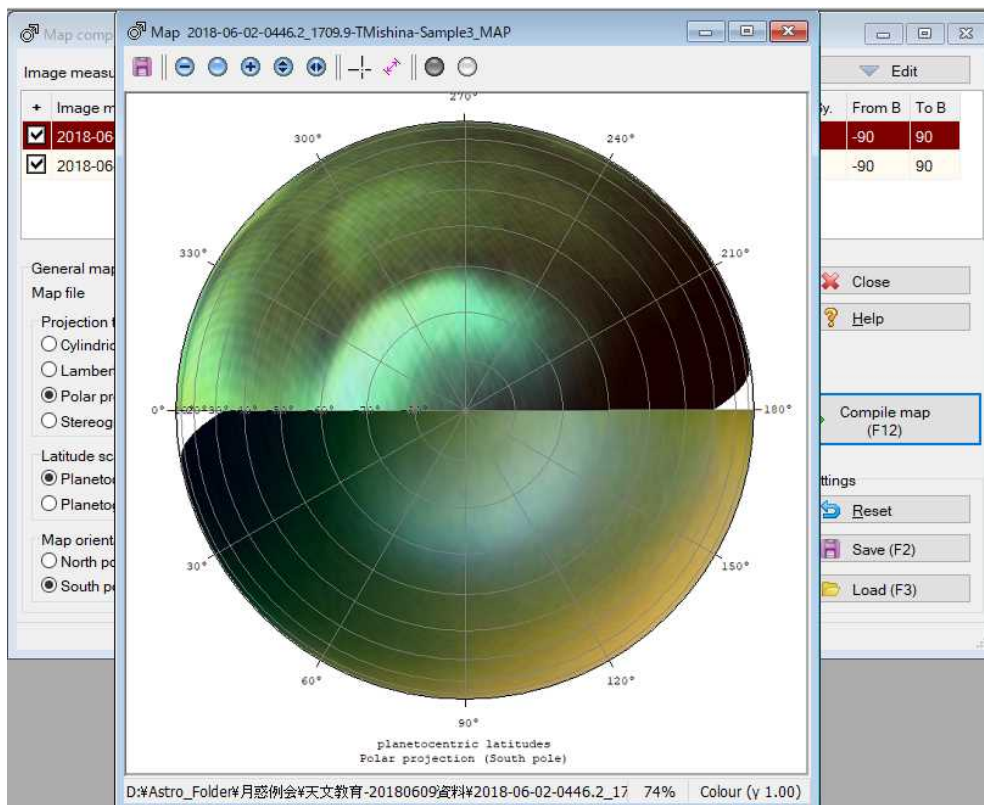 Map comp
Map 2018-06-02-0446.2_1709.9-TMishina-Sample3_MAP
Image measu
Edit
+ Image m
By. From B To B
2018-06
-90 90
2018-06
-90 90
270°
300° 240°
330° 210°
0° 180°
30° 150°
60° 120°
90°
planetocentric latitudes
Polar projection (South pole)
General map
Map file
Projection t
Cylindric
Lamber
Polar pr
Stereog
Latitude sca
Planetoc
Planetog
Map orient
North po
South p
Close
Help
Compile map
(F12)
ttings
Reset
Save (F2)
Load (F3)
D:¥Astro_Folder¥月惑例会¥天文教育-20180609資料¥2018-06-02-0446.2_17 74% Colour (γ 1.00)